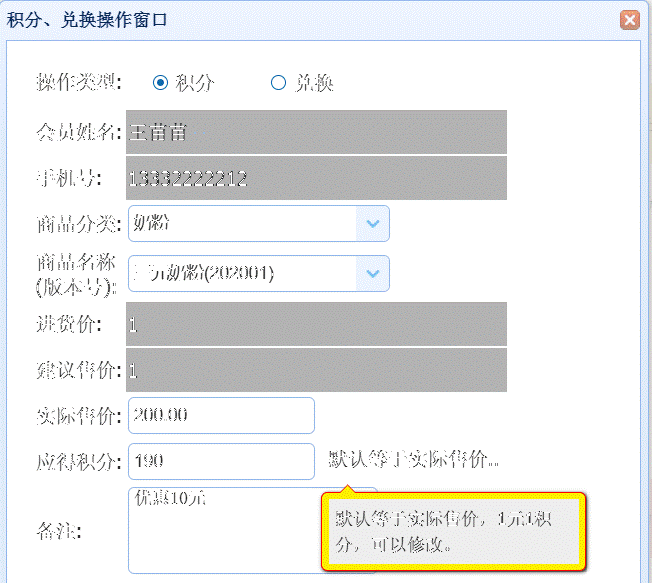 积分、兑换操作窗口
操作类型: 积分 兑换
会员姓名: 王苗苗
手机号: 13332222212
商品分类: 奶粉
商品名称
(版本号): 奶粉(202001)
进货价: 1
建议售价: 1
实际售价: 200.00
应得积分: 190 默认等于实际售价...
备注: 优惠10元
默认等于实际售价，1元1积
分，可以修改。